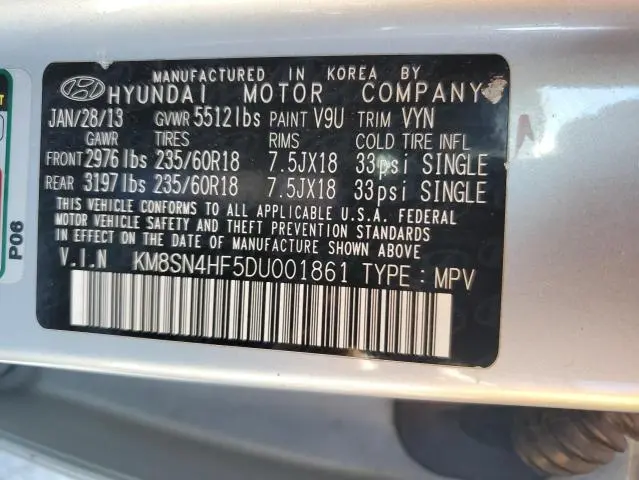 MANUFACTURED IN KOREA BY
HYUNDAI MOTOR COMPANY
JAN/28/13 GVWR 5512lbs PAINT V9U TRIM VYN
GAWR TIRES RIMS COLD TIRE INFL
FRONT 2976lbs 235/60R18 7.5JX18 33psi SINGLE
REAR 3197lbs 235/60R18 7.5JX18 33psi SINGLE
THIS VEHICLE CONFORMS TO ALL APPLICABLE U.S.A. FEDERAL
MOTOR VEHICLE SAFETY AND THEFT PREVENTION STANDARDS
IN EFFECT ON THE DATE OF MANUFACTURE SHOWN ABOVE.
V.I.N KM8SN4HF5DU001861 TYPE : MPV
P06